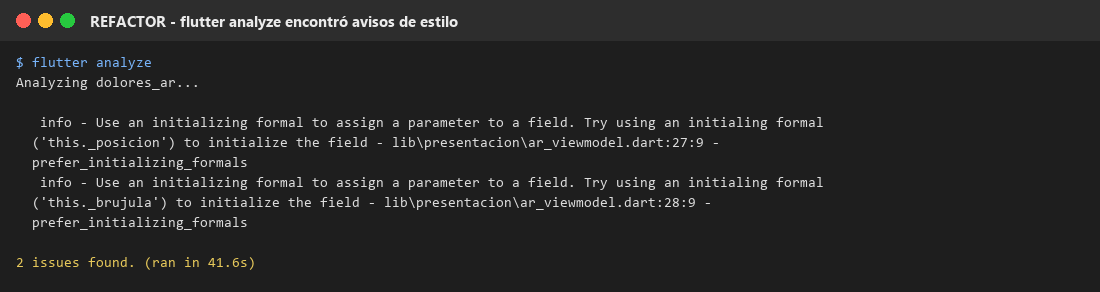 REFACTOR - flutter analyze encontró avisos de estilo
$ flutter analyze
Analyzing dolores_ar...
info - Use an initializing formal to assign a parameter to a field. Try using an initialing formal
('this._posicion') to initialize the field - lib\presentacion\ar_viewmodel.dart:27:9 -
prefer_initializing_formals
info - Use an initializing formal to assign a parameter to a field. Try using an initialing formal
('this._brujula') to initialize the field - lib\presentacion\ar_viewmodel.dart:28:9 -
prefer_initializing_formals
2 issues found. (ran in 41.6s)